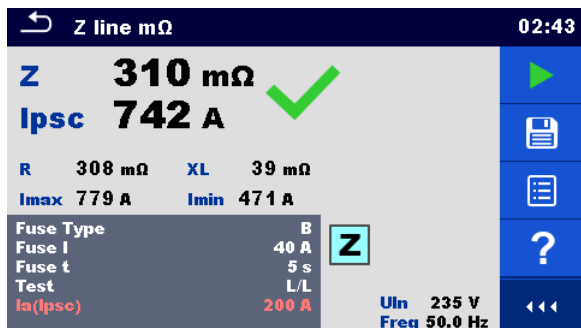 Z line mΩ 02:43
Z 310 mΩ
Ipsc 742 A
R 308 mΩ XL 39 mΩ
Imax 779 A Imin 471 A
Fuse Type B
Fuse I 40 A
Fuse t 5 s
Test L/L
Ia(Ipsc) 200 A
Z
?
Uln 235 V
Freq 50.0 Hz